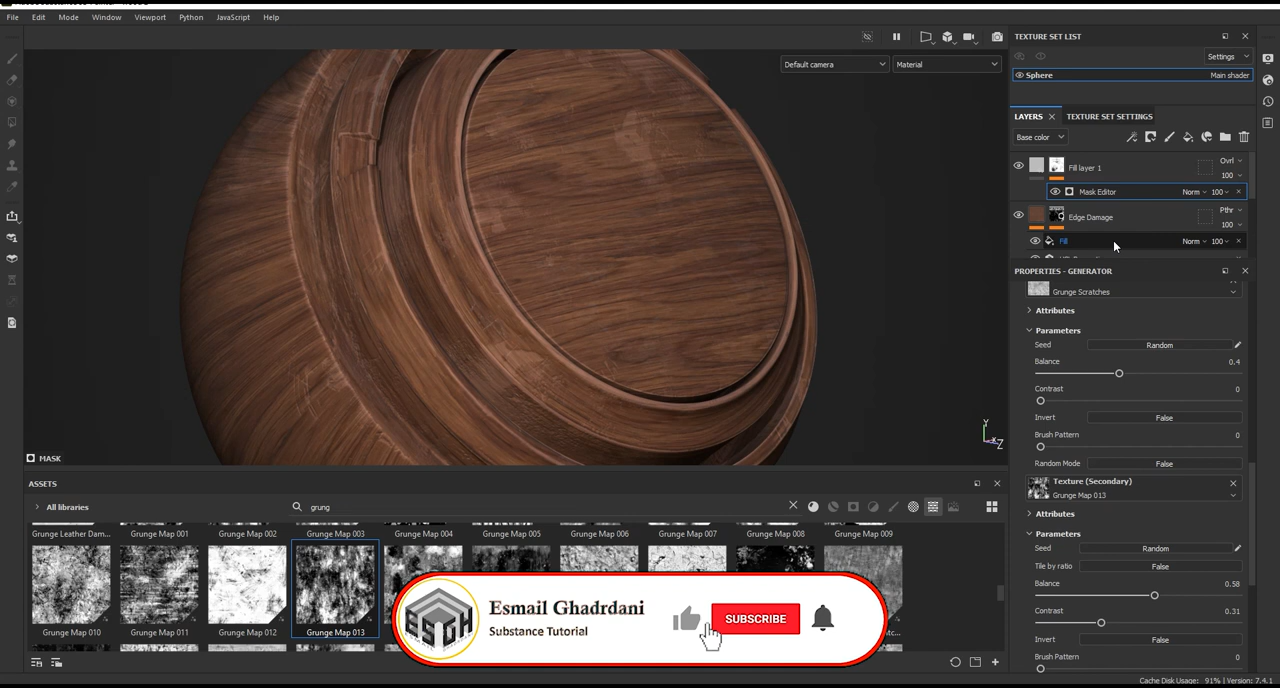 File Edit Mode Window Viewport Python JavaScript Help
Default camera
Material
MASK
Y
Z
TEXTURE SET LIST
Settings
Sphere Main shader
LAYERS TEXTURE SET SETTINGS
Base color
Fill layer 1 Ovrl
100
Mask Editor Norm 100
Edge Damage Pthr
100
Fill Norm 100
PROPERTIES - GENERATOR
Grunge Scratches
Attributes
Parameters
Seed Random
Balance 0.4
Contrast 0
Invert False
Brush Pattern 0
Random Mode False
Texture (Secondary)
Grunge Map 013
Attributes
Parameters
Seed Random
Tile by ratio False
Balance 0.58
Contrast 0.31
Invert False
Brush Pattern 0
ASSETS
All libraries grung
Grunge Leather Dam... Grunge Map 001 Grunge Map 002 Grunge Map 003 Grunge Map 004 Grunge Map 005 Grunge Map 006 Grunge Map 007 Grunge Map 008 Grunge Map 009
Grunge Map 010 Grunge Map 011 Grunge Map 012 Grunge Map 013
ESGH
Esmail Ghadrdani
Substance Tutorial
SUBSCRIBE
Cache Disk Usage: 91% | Version: 7.4.1